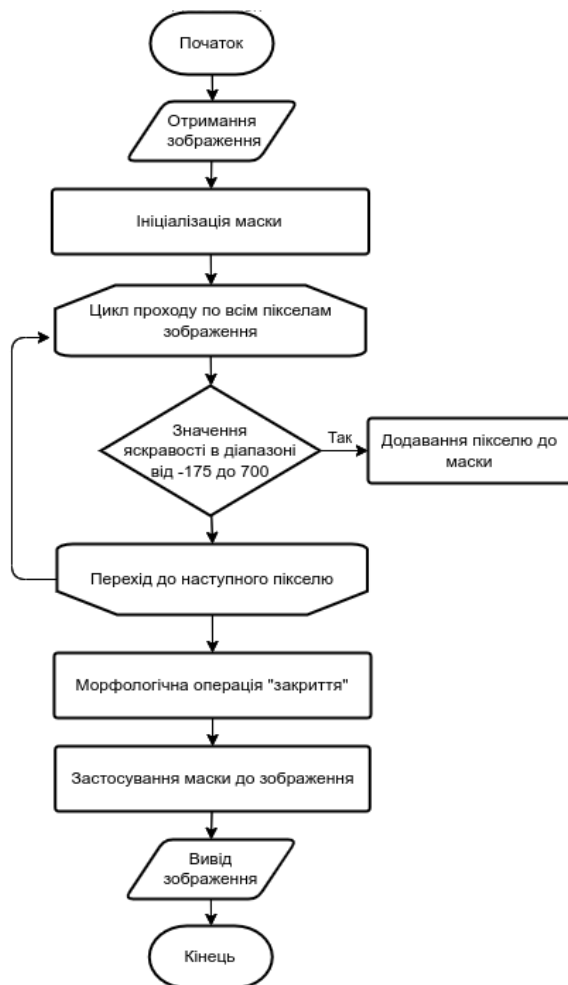 Початок
Отримання
зображення
Ініціалізація маски
Цикл проходу по всім пікселам
зображення
Значення
яскравості в діапазоні
від -175 до 700
Так
Додавання пікселю до
маски
Перехід до наступного пікселю
Морфологічна операція "закриття"
Застосування маски до зображення
Вивід
зображення
Кінець